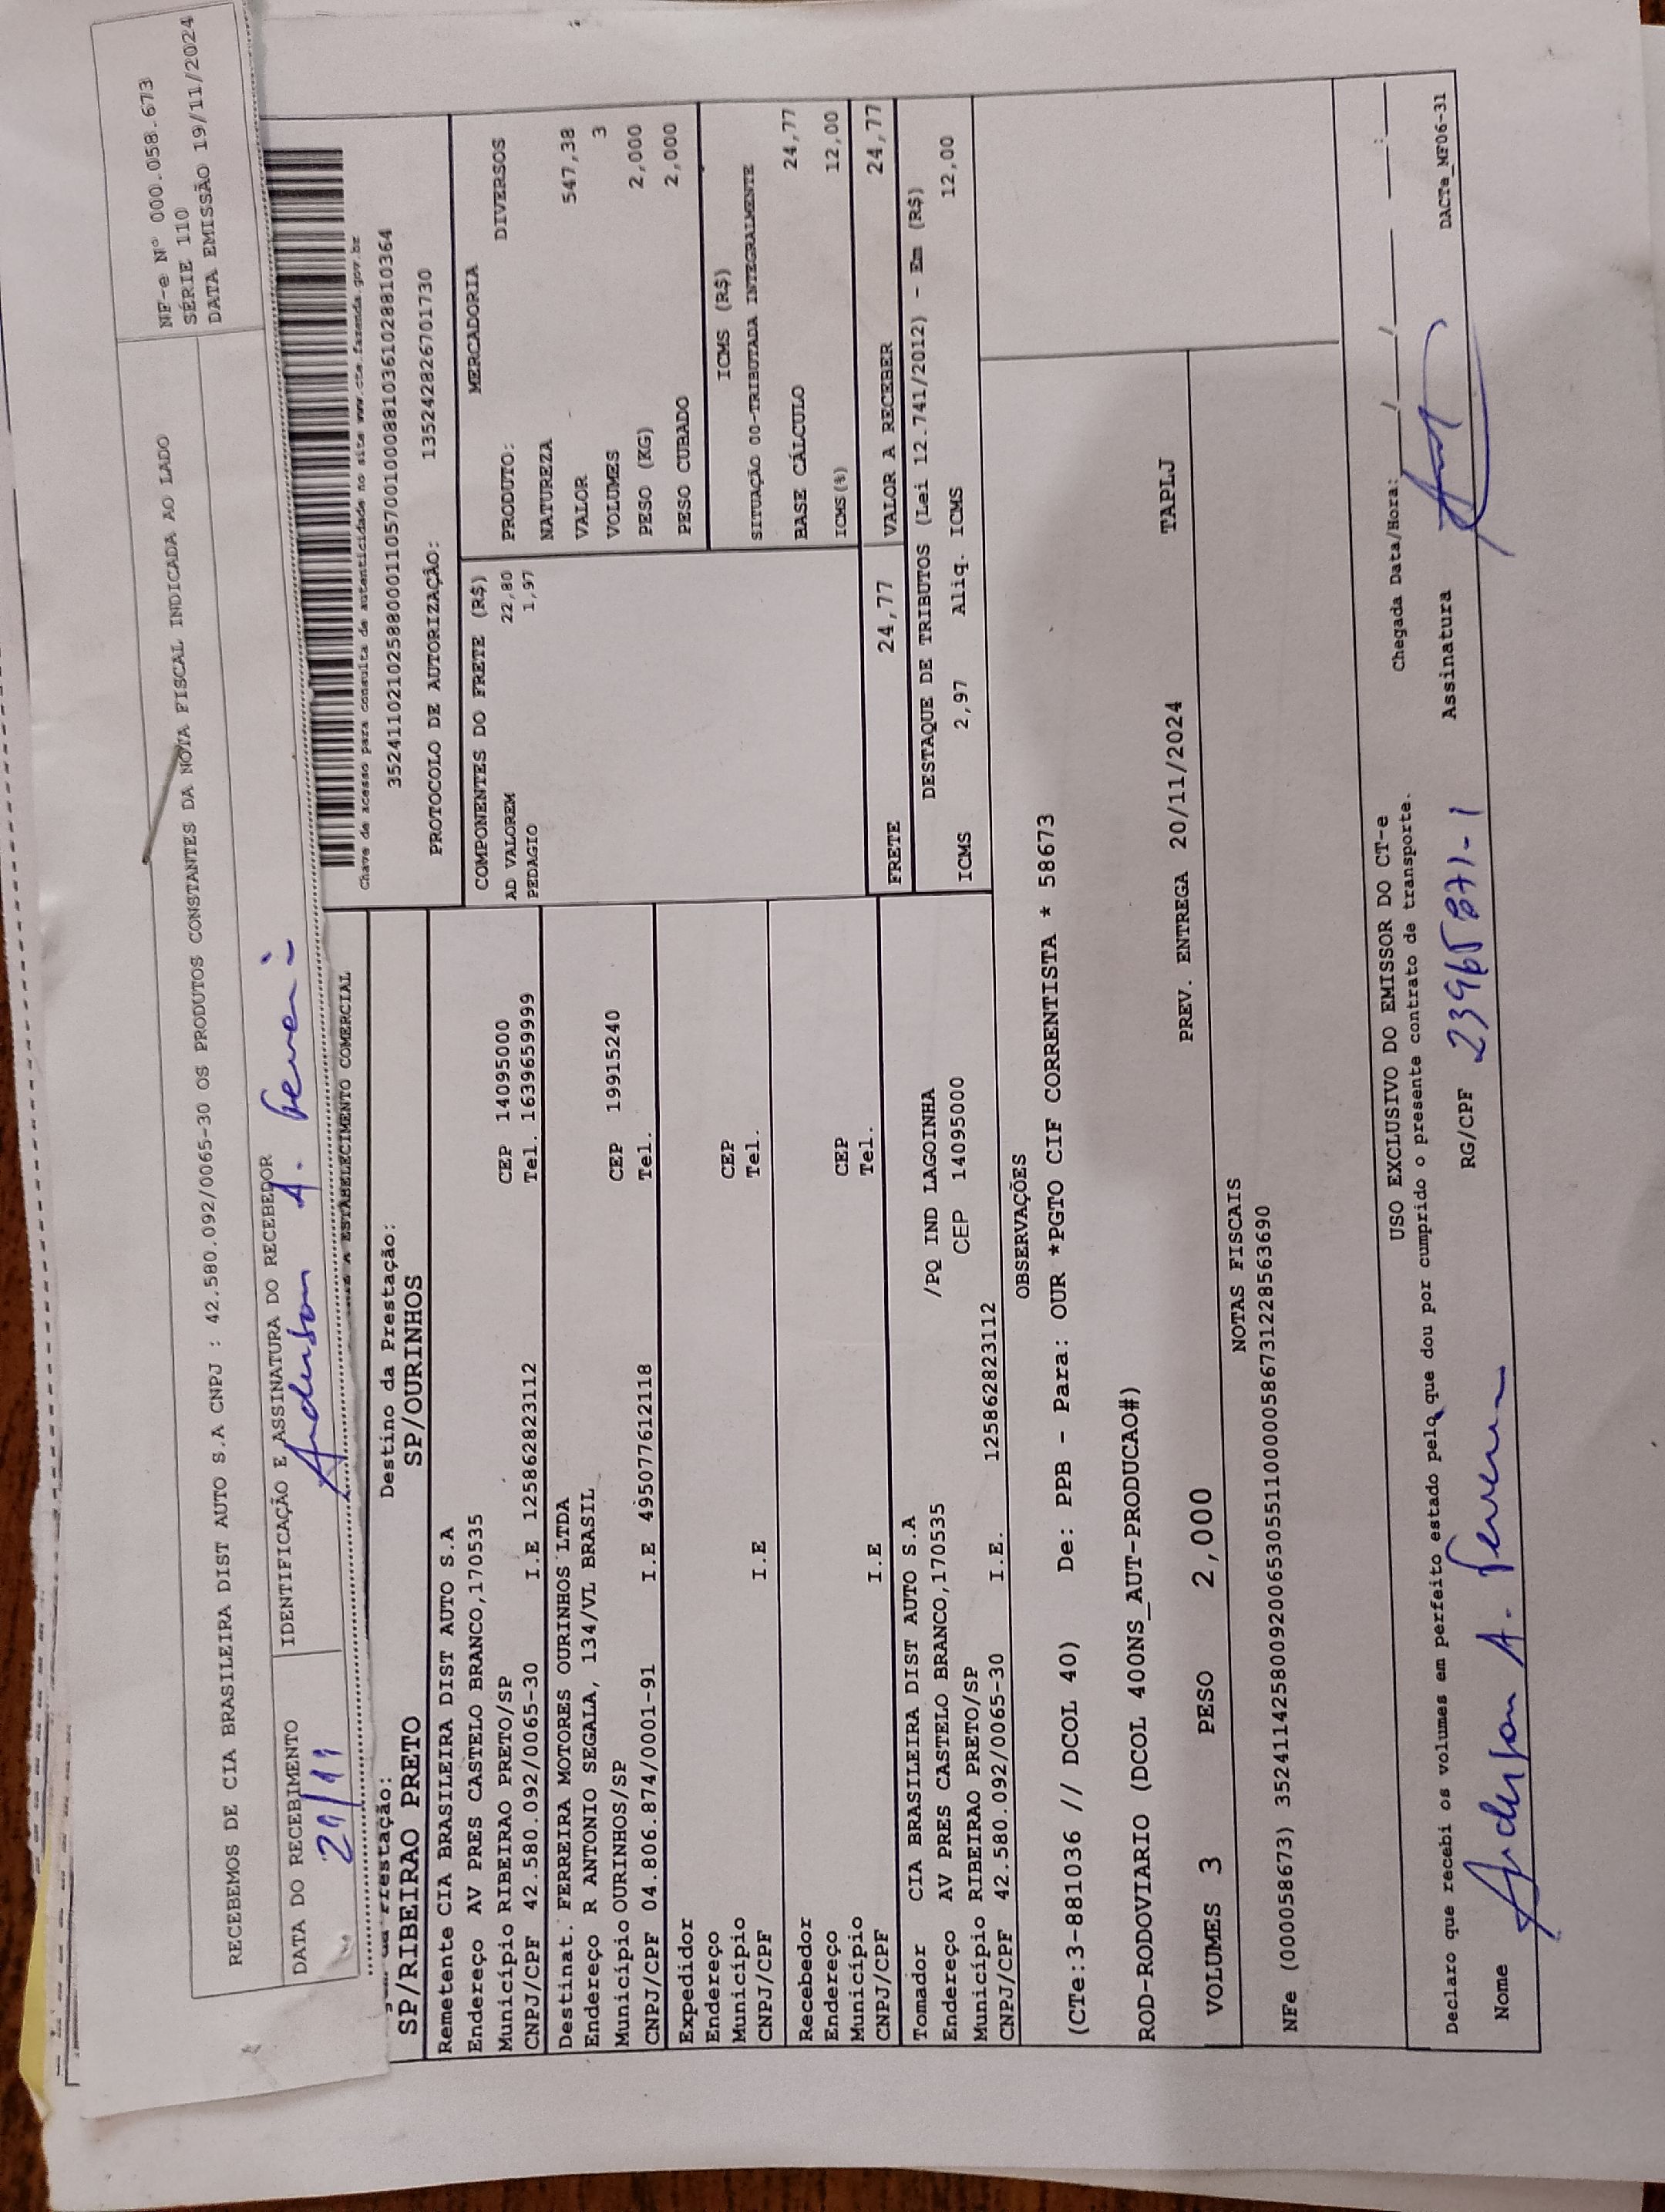 NF-e Nº 000.058.673
SÉRIE 110
DATA EMISSÃO 19/11/2024
RECEBEMOS DE CIA BRASILEIRA DIST AUTO S.A CNPJ : 42.580.092/0065-30 OS PRODUTOS CONSTANTES DA NOTA FISCAL INDICADA AO LADO
DATA DO RECEBIMENTO IDENTIFICAÇÃO E ASSINATURA DO RECEBEDOR
Anderson A.
A ESTABELECIMENTO COMERCIAL
Chave de acesso para consulta de autenticidade no site www.cte.fazenda.gov.br
35241102102588000110570010008810361028810364
PROTOCOLO DE AUTORIZAÇÃO: 135242826701730
Prestação: Destino da Prestação:
SP/RIBEIRAO PRETO SP/OURINHOS
Remetente CIA BRASILEIRA DIST AUTO S.A
Endereço AV PRES CASTELO BRANCO,170535
Município RIBEIRAO PRETO/SP CEP 14095000
CNPJ/CPF 42.580.092/0065-30 I.E 125862823112 Tel. 1639659999
Destinat. FERREIRA MOTORES OURINHOS LTDA
Endereço R ANTONIO SEGALA, 134/VL BRASIL
Município OURINHOS/SP CEP 19915240
CNPJ/CPF 04.806.874/0001-91 I.E 495077612118 Tel.
Expedidor
Endereço
Município CEP
CNPJ/CPF I.E Tel.
Recebedor
Endereço
Município CEP
CNPJ/CPF I.E Tel.
Tomador CIA BRASILEIRA DIST AUTO S.A
Endereço AV PRES CASTELO BRANCO,170535 /PQ IND LAGOINHA
Município RIBEIRAO PRETO/SP CEP 14095000
CNPJ/CPF 42.580.092/0065-30 I.E. 125862823112
COMPONENTES DO FRETE (R$)
AD VALOREM 22,80
PEDAGIO 1,97
MERCADORIA
PRODUTO: DIVERSOS
NATUREZA
VALOR 547,38
VOLUMES 3
PESO (KG) 2,000
PESO CUBADO 2,000
ICMS (R$)
SITUAÇÃO 00-TRIBUTADA INTEGRALMENTE
BASE CÁLCULO 24,77
ICMS(%) 12,00
FRETE 24,77 VALOR A RECEBER 24,77
DESTAQUE DE TRIBUTOS (Lei 12.741/2012) - Em (R$)
ICMS 2,97 Aliq. ICMS 12,00
OBSERVAÇÕES
(CTe:3-881036 // DCOL 40) De: PPB - Para: OUR *PGTO CIF CORRENTISTA * 58673
ROD-RODOVIARIO (DCOL 400NS_AUT-PRODUCAO#)
PREV. ENTREGA 20/11/2024 TAPLJ
VOLUMES 3 PESO 2,000
NOTAS FISCAIS
NFe (000058673) 35241142580092006530551100000586731228563690
USO EXCLUSIVO DO EMISSOR DO CT-e
Chegada Data/Hora: __/__/__ __:__
Declaro que recebi os volumes em perfeito estado pelo que dou por cumprido o presente contrato de transporte.
Nome Anderson A. RG/CPF Assinatura
DACTe_MF06-31